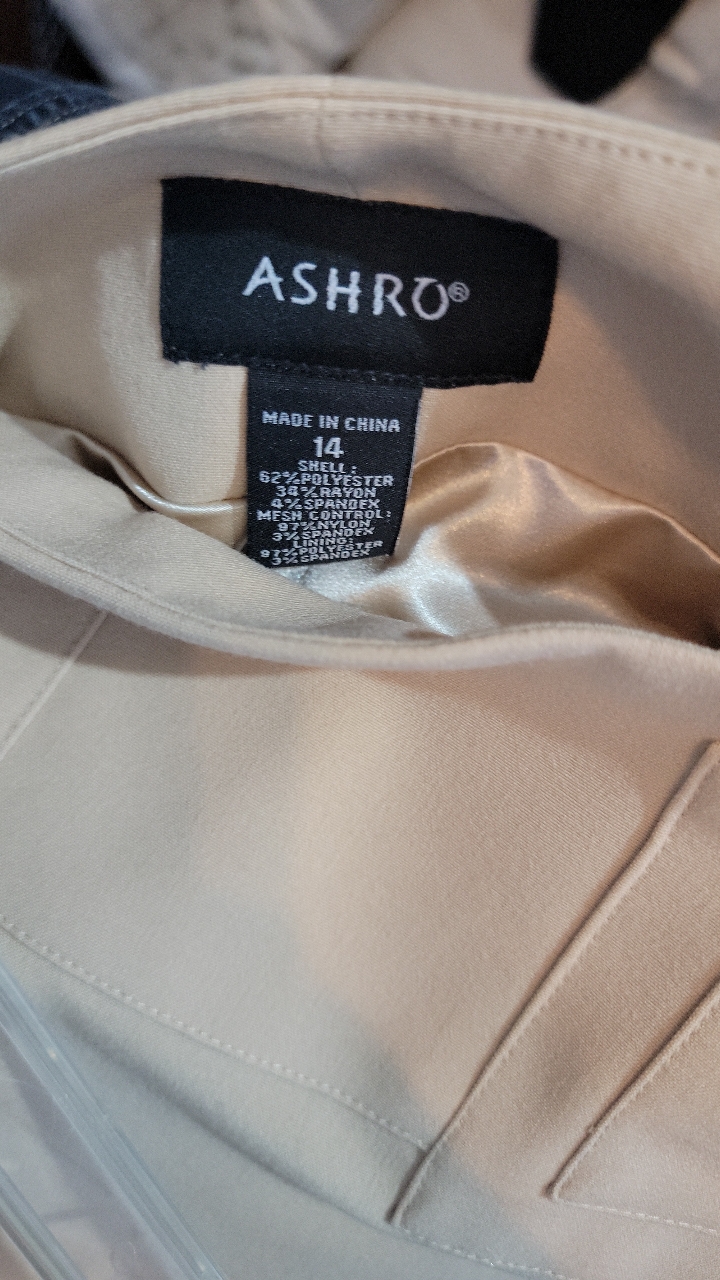 ASHRO®
MADE IN CHINA
14
SHELL:
62%POLYESTER
34%RAYON
4%SPANDEX
MESH CONTROL:
97%NYLON
3%SPANDEX
LINING:
97%POLYESTER
3%SPANDEX